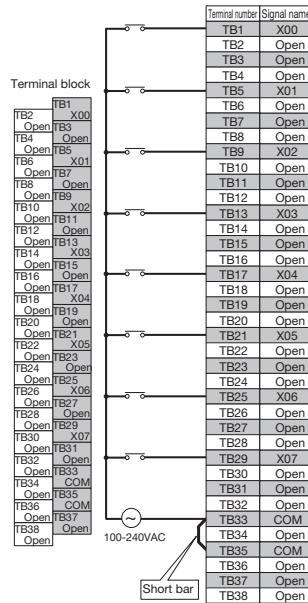 Terminal block
TB1
X00
TB2
Open
TB3
Open
TB4
Open
TB5
X01
TB6
Open
TB7
Open
TB8
Open
TB9
X02
TB10
Open
TB11
Open
TB12
Open
TB13
X03
TB14
Open
TB15
Open
TB16
Open
TB17
X04
TB18
Open
TB19
Open
TB20
Open
TB21
X05
TB22
Open
TB23
Open
TB24
Open
TB25
X06
TB26
Open
TB27
Open
TB28
Open
TB29
X07
TB30
Open
TB31
Open
TB32
Open
TB33
COM
TB34
Open
TB35
COM
TB36
Open
TB37
Open
TB38
Open
100-240VAC
Short bar
Terminal number Signal name
TB1 X00
TB2 Open
TB3 Open
TB4 Open
TB5 X01
TB6 Open
TB7 Open
TB8 Open
TB9 X02
TB10 Open
TB11 Open
TB12 Open
TB13 X03
TB14 Open
TB15 Open
TB16 Open
TB17 X04
TB18 Open
TB19 Open
TB20 Open
TB21 X05
TB22 Open
TB23 Open
TB24 Open
TB25 X06
TB26 Open
TB27 Open
TB28 Open
TB29 X07
TB30 Open
TB31 Open
TB32 Open
TB33 COM
TB34 Open
TB35 COM
TB36 Open
TB37 Open
TB38 Open